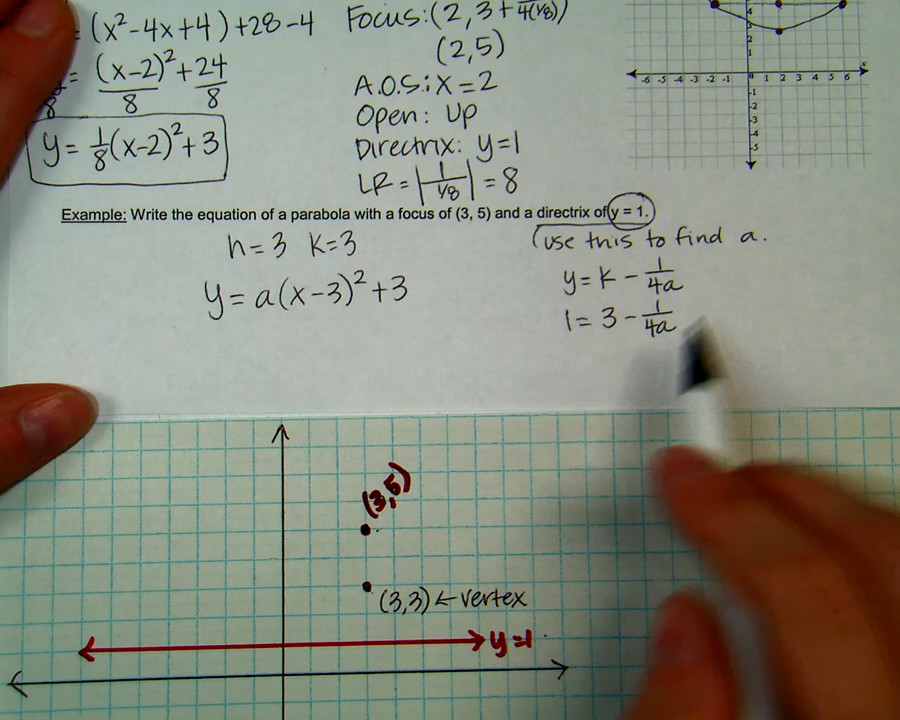 = (x²-4x+4)+28-4
Focus:(2,3+1/4(1/8))
(2,5)
= (x-2)²/8 + 24/8
8
y = 1/8(x-2)²+3
A.O.S: x=2
Open: Up
Directrix: y=1
LR = |1/(1/8)| = 8
4
2
1
-6 -5 -4 -3 -2 -1 0 1 2 3 4 5 6 x
-1
-2
-3
-4
-5
Example: Write the equation of a parabola with a focus of (3, 5) and a directrix of y = 1.
h=3 k=3
y= a(x-3)²+3
use this to find a.
y= k - 1/4a
1= 3 - 1/4a
(3,5)
(3,3) ← vertex
y=1